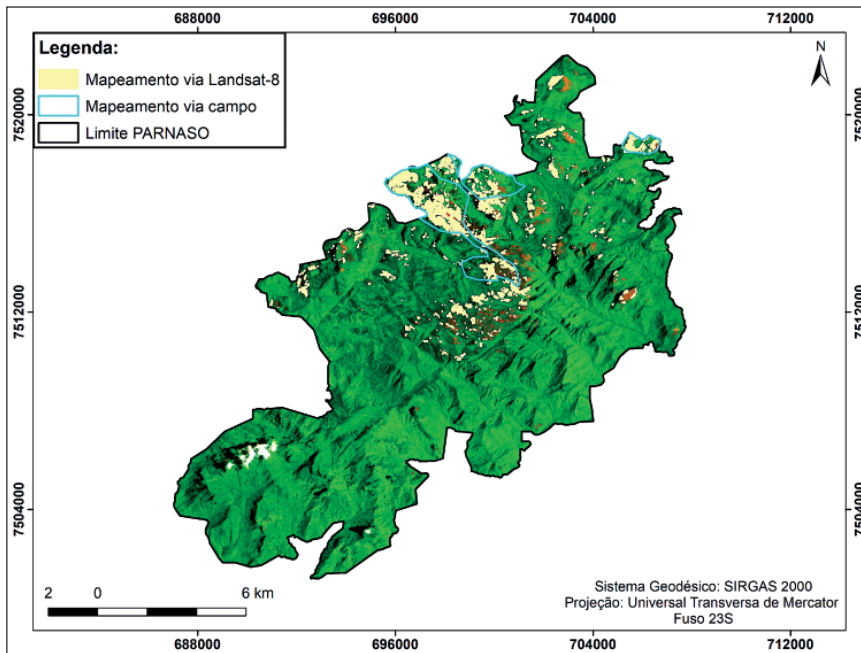 688000 696000 704000 712000
Legenda:
Mapeamento via Landsat-8
Mapeamento via campo
Limite PARNASO
N
7520000 7520000
7512000 7512000
7504000 7504000
2 0 6 km
Sistema Geodésico: SIRGAS 2000
Projeção: Universal Transversa de Mercator
Fuso 23S
688000 696000 704000 712000